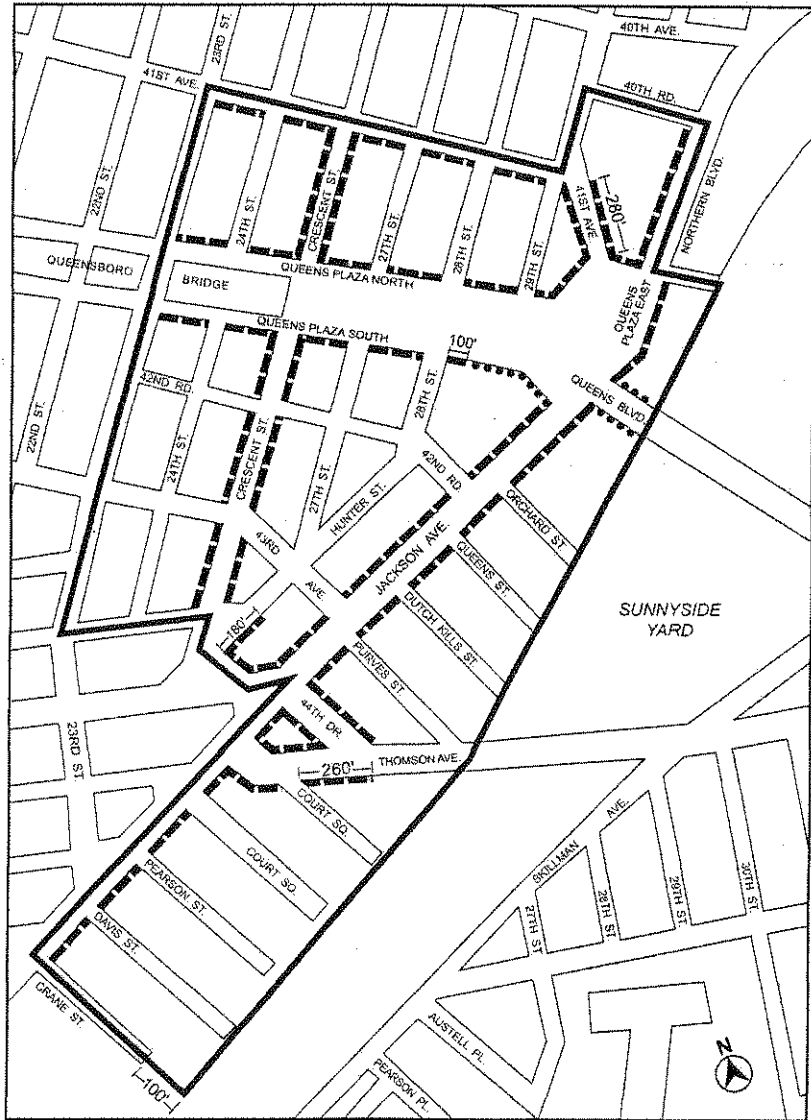 40TH AVE.
23RD ST.
41ST AVE.
40TH RD.
22ND ST.
NORTHERN BLVD.
24TH ST.
CRESCENT ST.
27TH ST.
28TH ST.
29TH ST.
41ST AVE.
280'
QUEENSBORO
BRIDGE
QUEENS PLAZA NORTH
QUEENS PLAZA EAST
QUEENS PLAZA SOUTH
100'
QUEENS BLVD.
42ND RD.
28TH ST.
22ND ST.
24TH ST.
CRESCENT ST.
27TH ST.
HUNTER ST.
42ND RD.
JACKSON AVE.
ORCHARD ST.
43RD AVE
QUEENS ST.
DUTCH KILLS ST.
SUNNYSIDE
YARD
180'
PURVES ST.
44TH DR.
23RD ST.
THOMSON AVE.
260'
COURT SQ.
COURT SQ.
SKILLMAN AVE.
PEARSON ST.
27TH ST
28TH ST.
29TH ST.
30TH ST.
DAVIS ST.
CRANE ST.
100'
AUSTELL PL.
PEARSON PL.
N